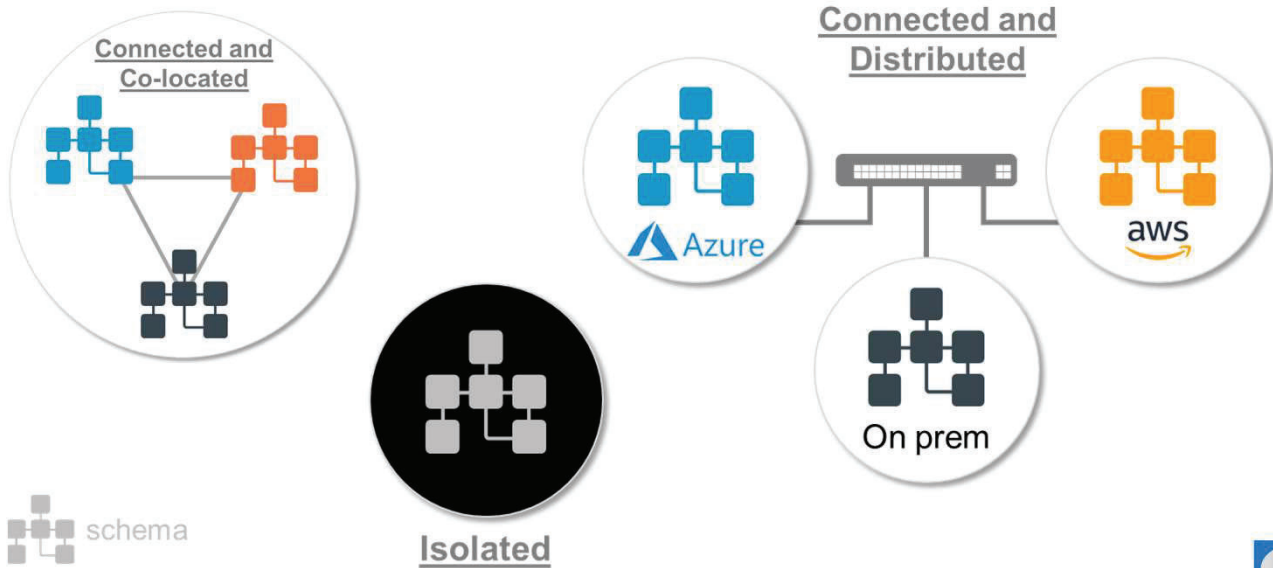 Connected and
Co-located
Connected and
Distributed
Azure
aws
On prem
Isolated
schema